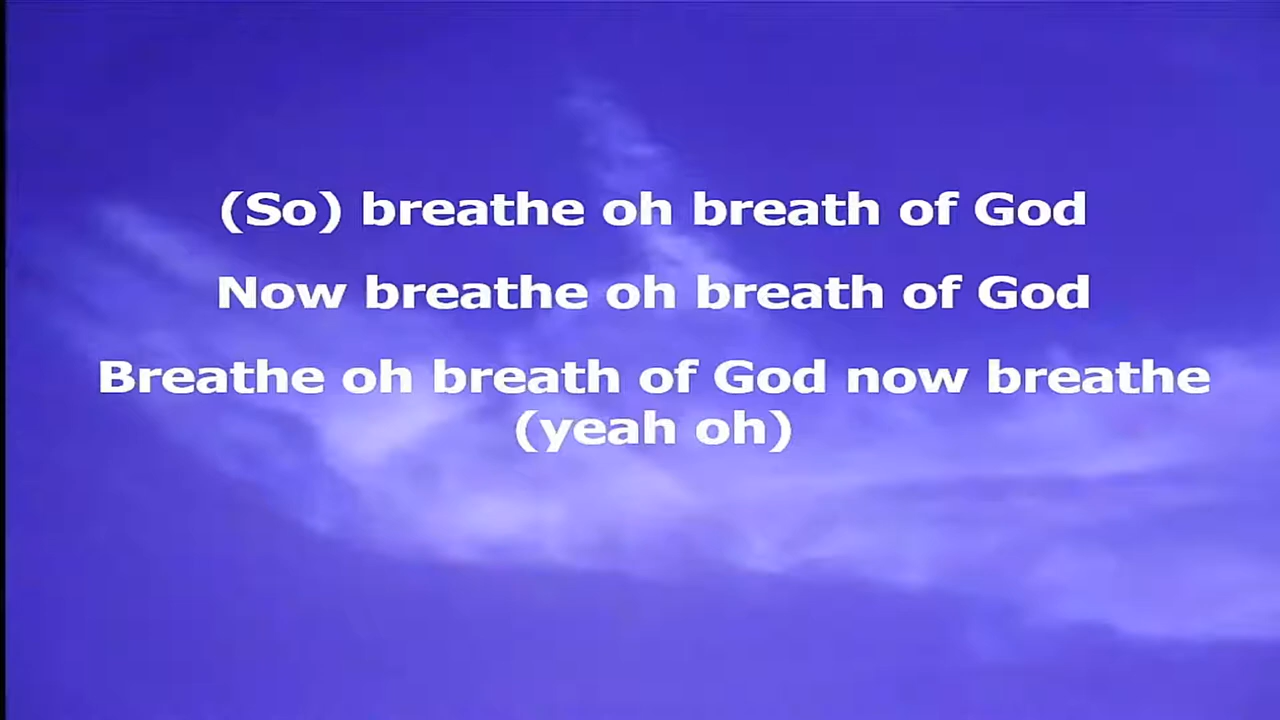 (So) breathe oh breath of God
Now breathe oh breath of God
Breathe oh breath of God now breathe
(yeah oh)